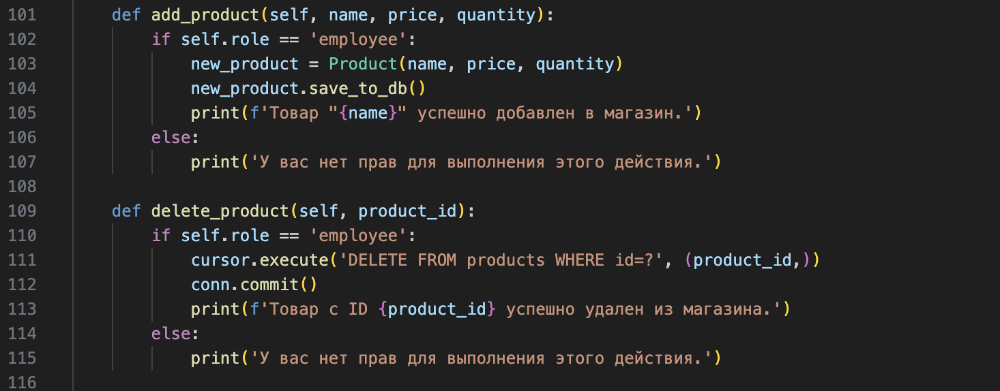 101 def add_product(self, name, price, quantity):
102 if self.role == 'employee':
103 new_product = Product(name, price, quantity)
104 new_product.save_to_db()
105 print(f'Товар "{name}" успешно добавлен в магазин.')
106 else:
107 print('У вас нет прав для выполнения этого действия.')
108
109 def delete_product(self, product_id):
110 if self.role == 'employee':
111 cursor.execute('DELETE FROM products WHERE id=?', (product_id,))
112 conn.commit()
113 print(f'Товар с ID {product_id} успешно удален из магазина.')
114 else:
115 print('У вас нет прав для выполнения этого действия.')
116